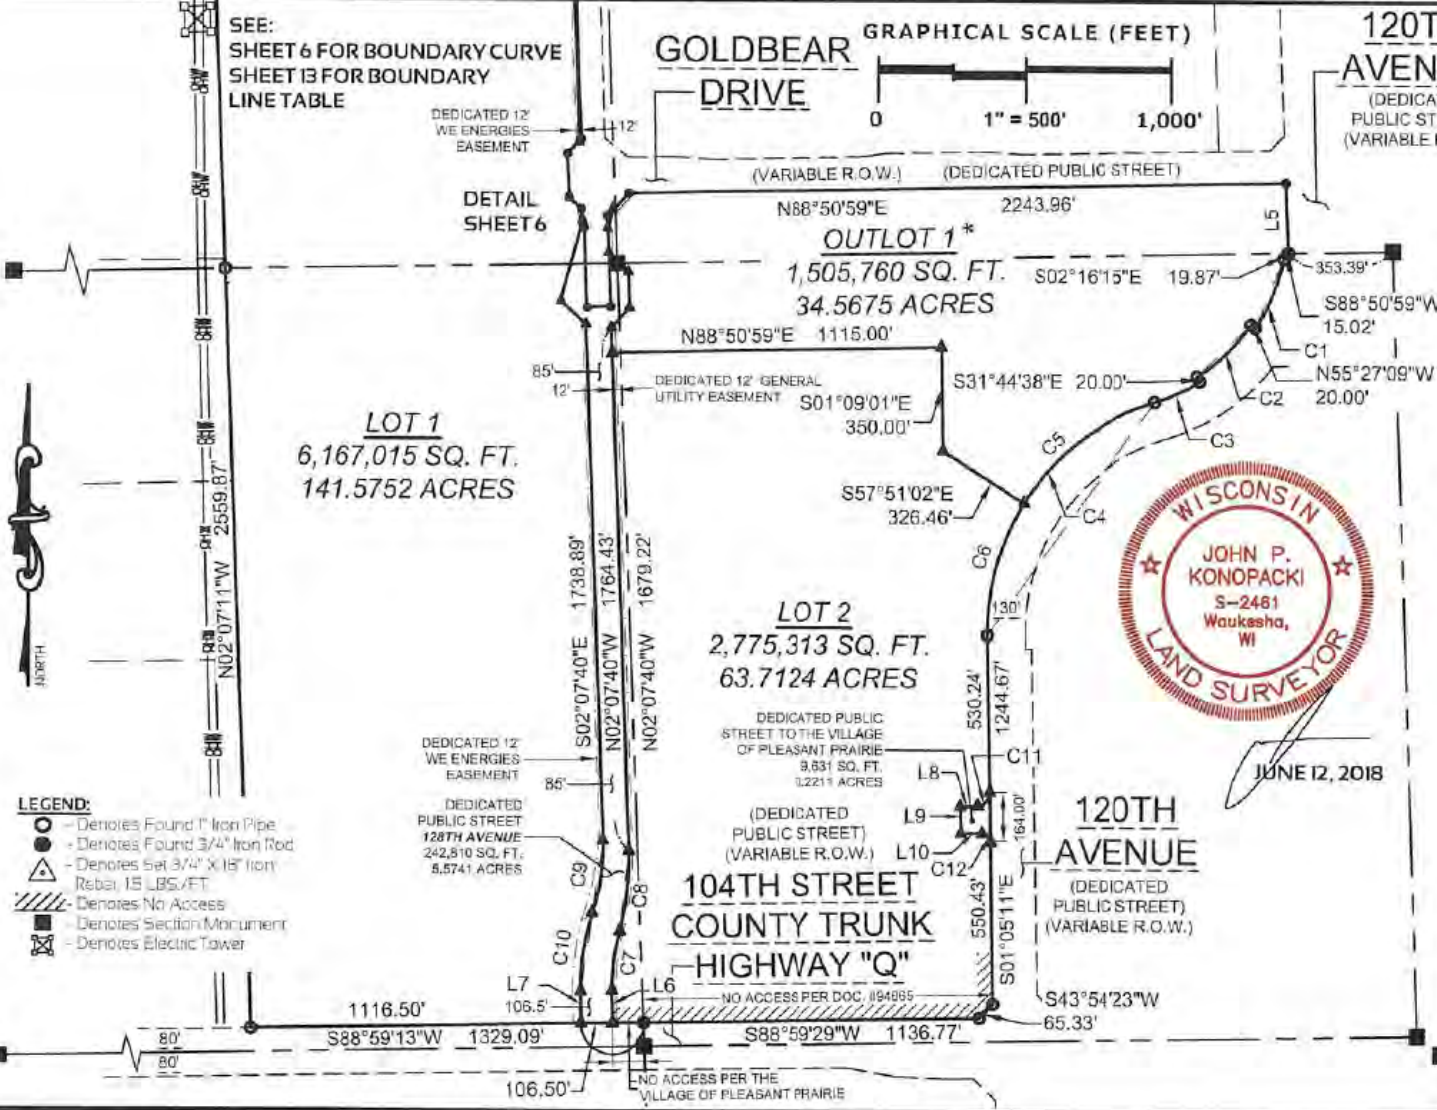 SEE:
SHEET 6 FOR BOUNDARY CURVE
SHEET 13 FOR BOUNDARY
LINE TABLE
GOLDBEAR
DRIVE
GRAPHICAL SCALE (FEET)
0 1" = 500' 1,000'
120T
AVEN
(DEDICA
PUBLIC ST
(VARIABLE
DEDICATED 12'
WE ENERGIES
EASEMENT
12'
(VARIABLE R.O.W.) (DEDICATED PUBLIC STREET)
DETAIL
SHEET 6
N88°50'59"E 2243.96'
L5
OUTLOT 1*
1,505,760 SQ. FT.
34.5675 ACRES
S02°16'15"E 19.87'
353.39'
S88°50'59"W
15.02'
N88°50'59"E 1115.00'
C1
N55°27'09"W
20.00'
85'
12'
DEDICATED 12' GENERAL
UTILITY EASEMENT
S31°44'38"E 20.00'
C2
S01°09'01"E
350.00'
C3
C5
LOT 1
6,167,015 SQ. FT.
141.5752 ACRES
S57°51'02"E
326.46'
C4
C6
N02°07'11"W 2559.87'
S02°07'40"E 1738.89'
N02°07'40"W 1764.43'
N02°07'40"W 1679.22'
WISCONSIN
JOHN P.
KONOPACKI
S-2461
Waukesha,
WI
LAND SURVEYOR
130'
LOT 2
2,775,313 SQ. FT.
63.7124 ACRES
530.24'
1244.67'
NORTH
DEDICATED PUBLIC
STREET TO THE VILLAGE
OF PLEASANT PRAIRIE
9,631 SQ. FT.
0.2211 ACRES
DEDICATED 12'
WE ENERGIES
EASEMENT
85'
C11
L8
L9
L10
C12
164.00'
JUNE 12, 2018
DEDICATED
PUBLIC STREET
128TH AVENUE
242,810 SQ. FT.
5.5741 ACRES
(DEDICATED
PUBLIC STREET)
(VARIABLE R.O.W.)
120TH
AVENUE
(DEDICATED
PUBLIC STREET)
(VARIABLE R.O.W.)
LEGEND:
- Denotes Found 1" Iron Pipe
- Denotes Found 3/4" Iron Rod
- Denotes Set 3/4" X 18" Iron
Rebar, 1.5 LBS./FT.
- Denotes No Access
- Denotes Section Monument
- Denotes Electric Tower
C9
C8
C10
C7
104TH STREET
COUNTY TRUNK
HIGHWAY "Q"
550.43'
S01°05'11"E
L7
106.5'
L6
NO ACCESS PER DOC.
S43°54'23"W
65.33'
1116.50'
S88°59'13"W 1329.09'
S88°59'29"W 1136.77'
80'
80'
106.50'
NO ACCESS PER THE
VILLAGE OF PLEASANT PRAIRIE